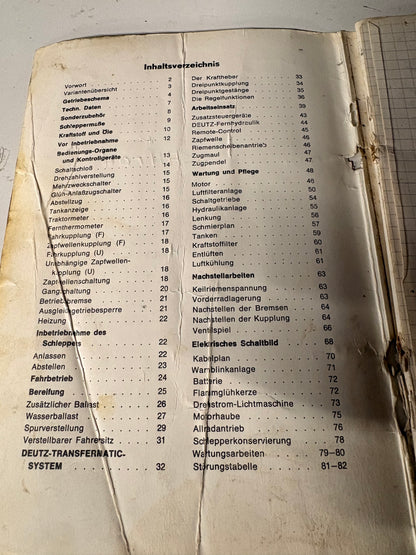 Inhaltsverzeichnis
Vorwort 2
Variantenübersicht 3
Getriebeschema 4
Techn. Daten 7
Sonderzubehör 8
Schleppermaße 9
Kraftstoff und Öle 10
Vor Inbetriebnahme 12
Bedienungs-Organe
und Kontrollgeräte 13
Schaltschloß 14
Drehzahlverstellung 15
Mehrzweckschalter 15
Glüh-Anlaßzugschalter 15
Abstellzug 16
Tankanzeige 16
Traktormeter 16
Fernthermometer 17
Fahrkupplung (F) 17
Zapfwellenkupplung (F) 18
Fahrkupplung (U) 18
Unabhängige Zapfwellen-
kupplung (U) 18
Zapfwellenschaltung 18
Gangschaltung 20
Betriebsbremse 21
Ausgleichgetriebesperre 21
Heizung 22
Inbetriebnahme des
Schleppers 22
Anlassen 22
Abstellen 23
Fahrbetrieb 24
Bereifung 25
Zusätzlicher Ballast 26
Wasserballast 27
Spurverstellung 29
Verstellbarer Fahrersitz 31
DEUTZ-TRANSFERMATIC-
SYSTEM 32
Der Kraftheber 33
Dreipunktkupplung 34
Dreipunktgestänge 35
Die Regelfunktionen 36
Arbeitseinsatz 39
Zusatzsteuergeräte 40
DEUTZ-Fernhydraulik 44
Remote-Control 45
Zapfwelle 45
Riemenscheibenantrieb 46
Zugmaul 47
Zugpendel 47
Wartung und Pflege 48
Motor 49
Luftfilteranlage 50
Schaltgetriebe 54
Hydraulikanlage 55
Lenkung 56
Schmierplan 57
Tanken 59
Kraftstoffilter 60
Entlüften 61
Luftkühlung 61
Nachstellarbeiten 63
Keilriemenspannung 63
Vorderradlagerung 63
Nachstellen der Bremsen 64
Nachstellen der Kupplung 64
Ventilspiel 66
Elektrisches Schaltbild 68
Kabelplan 70
Warnblinkanlage 71
Batterie 72
Flammglühkerze 72
Drehstrom-Lichtmaschine 73
Motorhaube 75
Allradantrieb 76
Schlepperkonservierung 78
Wartungsarbeiten 79–80
Störungstabelle 81–82